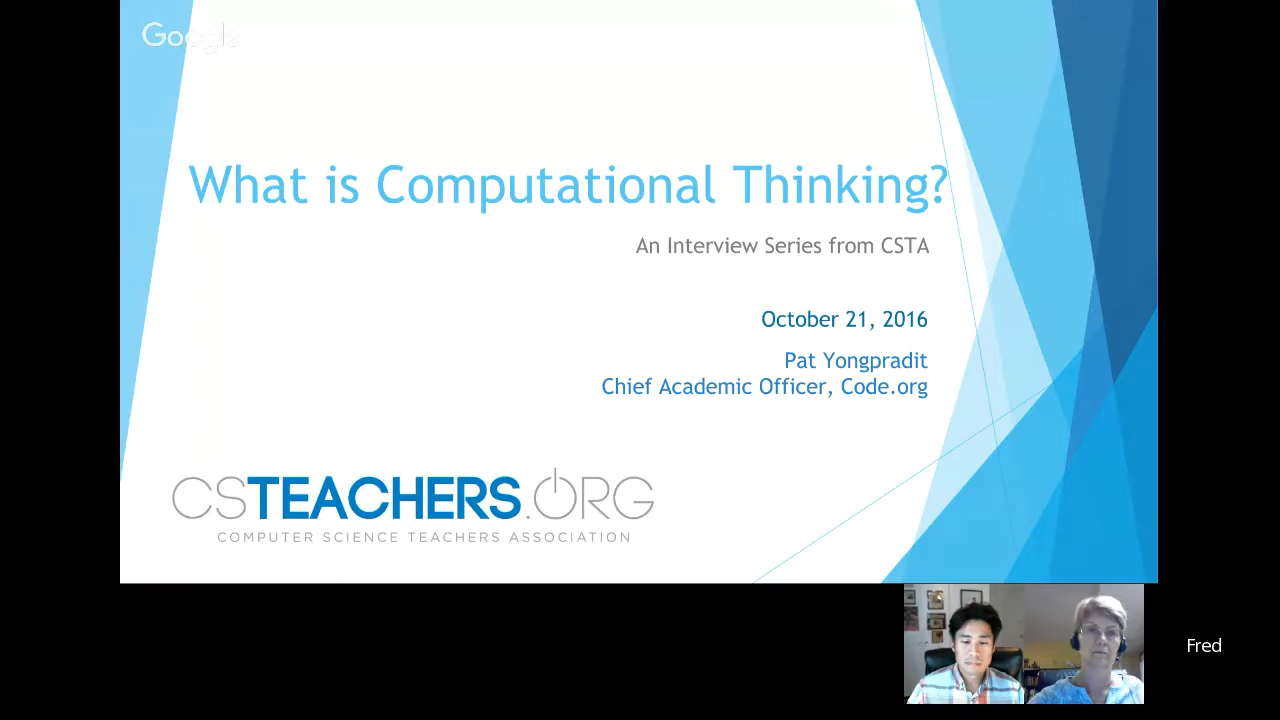 Google
What is Computational Thinking?
An Interview Series from CSTA
October 21, 2016
Pat Yongpradit
Chief Academic Officer, Code.org
CSTEACHERS.ORG
COMPUTER SCIENCE TEACHERS ASSOCIATION
Fred